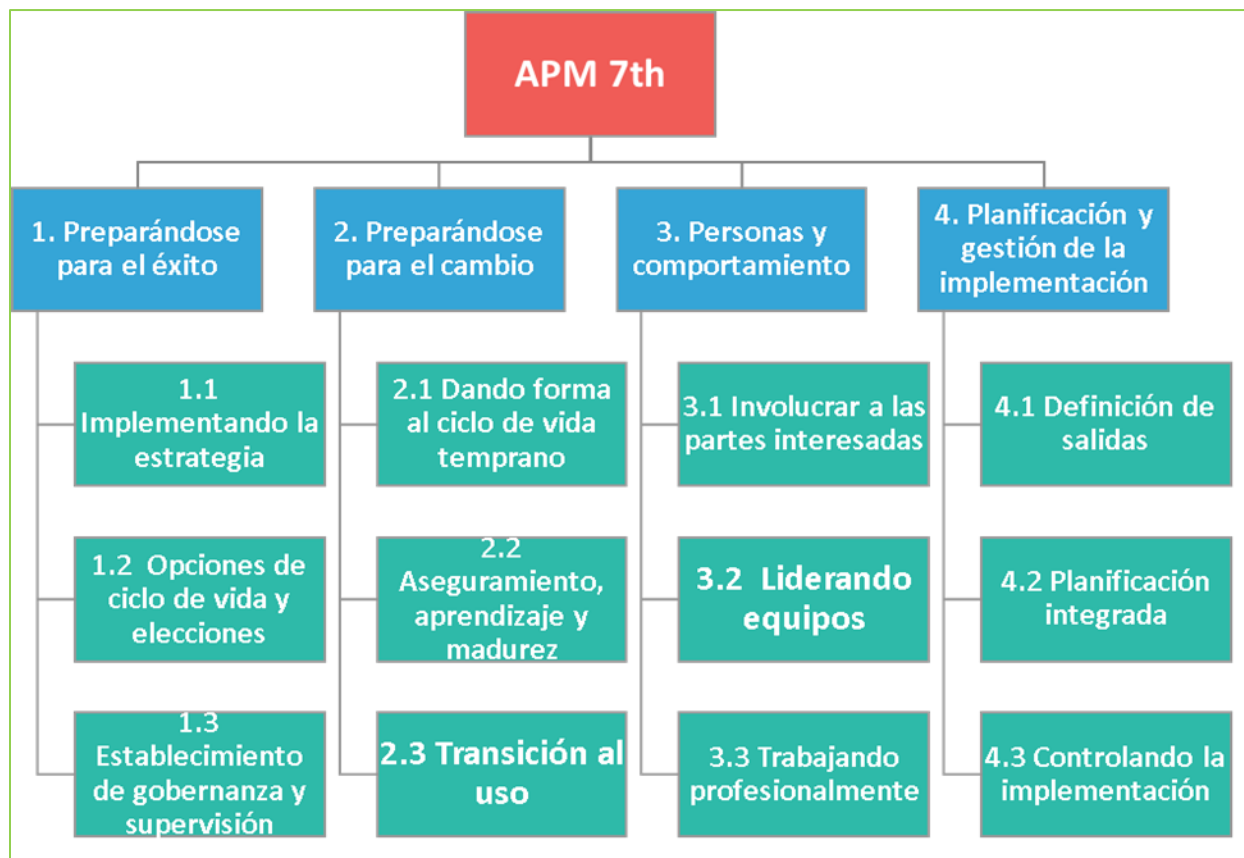 APM 7th
1. Preparándose
para el éxito
2. Preparándose
para el cambio
3. Personas y
comportamiento
4. Planificación y
gestión de la
implementación
1.1
Implementando la
estrategia
2.1 Dando forma
al ciclo de vida
temprano
3.1 Involucrar a las
partes interesadas
4.1 Definición de
salidas
1.2 Opciones de
ciclo de vida y
elecciones
2.2
Aseguramiento,
aprendizaje y
madurez
3.2 Liderando
equipos
4.2 Planificación
integrada
1.3
Establecimiento
de gobernanza y
supervisión
2.3 Transición al
uso
3.3 Trabajando
profesionalmente
4.3 Controlando la
implementación